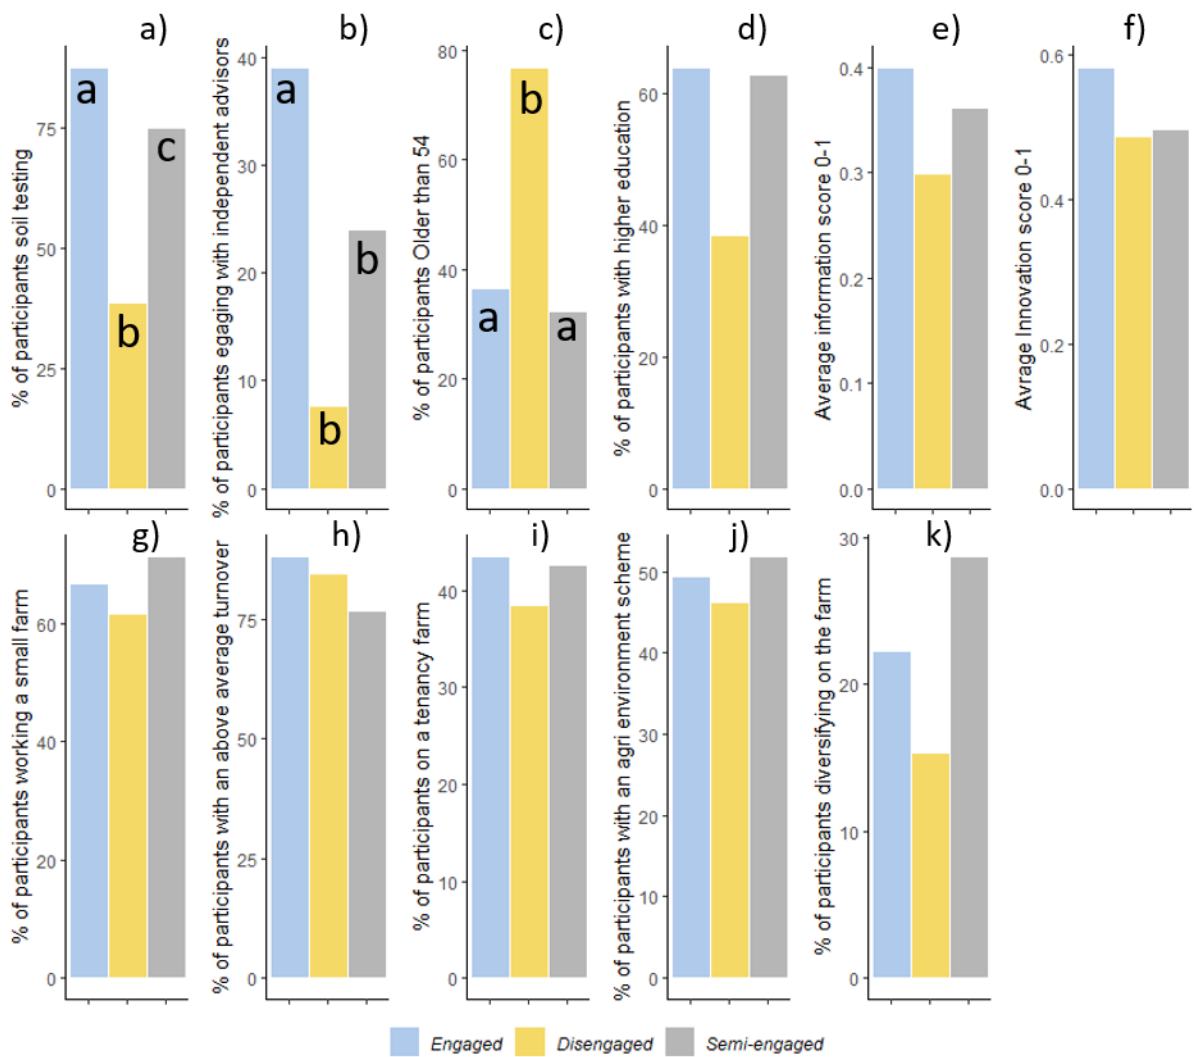 a)
b)
c)
d)
e)
f)
% of participants soil testing
75
50
25
0
a
b
c
% of participants egaging with independent advisors
40
30
20
10
0
a
b
b
% of participants Older than 54
80
60
40
20
0
a
b
a
% of participants with higher education
60
40
20
0
Average information score 0-1
0.4
0.3
0.2
0.1
0.0
Avrage Innovation score 0-1
0.6
0.4
0.2
0.0
g)
h)
i)
j)
k)
% of participants working a small farm
60
40
20
0
% of participants with an above average turnover
75
50
25
0
% of participants on a tenancy farm
40
30
20
10
0
% of participants with an agri environment scheme
50
40
30
20
10
0
% of participants diversifying on the farm
30
20
10
0
Engaged
Disengaged
Semi-engaged